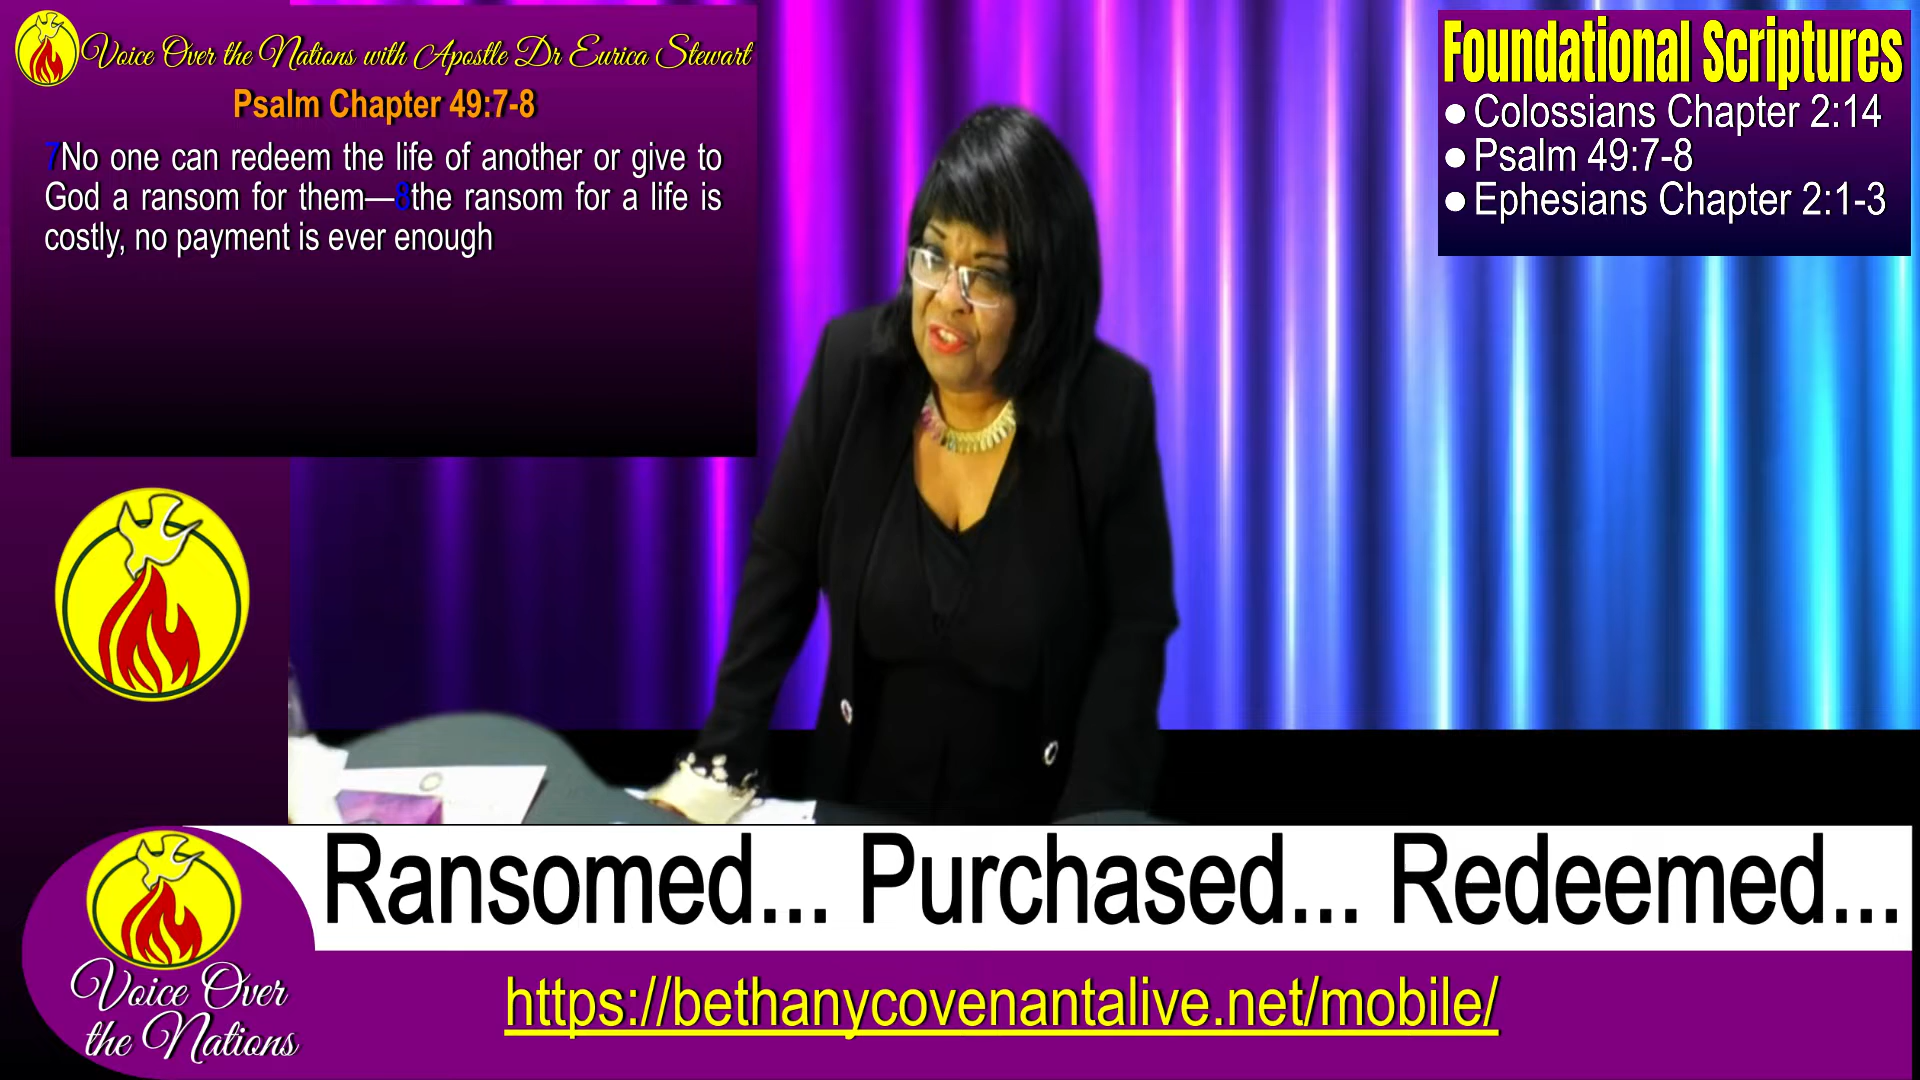 Voice Over the Nations with Apostle Dr Eurica Stewart
Psalm Chapter 49:7-8
7No one can redeem the life of another or give to
God a ransom for them—8the ransom for a life is
costly, no payment is ever enough
Foundational Scriptures
● Colossians Chapter 2:14
● Psalm 49:7-8
● Ephesians Chapter 2:1-3
Ransomed... Purchased... Redeemed...
Voice Over
the Nations
https://bethanycovenantalive.net/mobile/